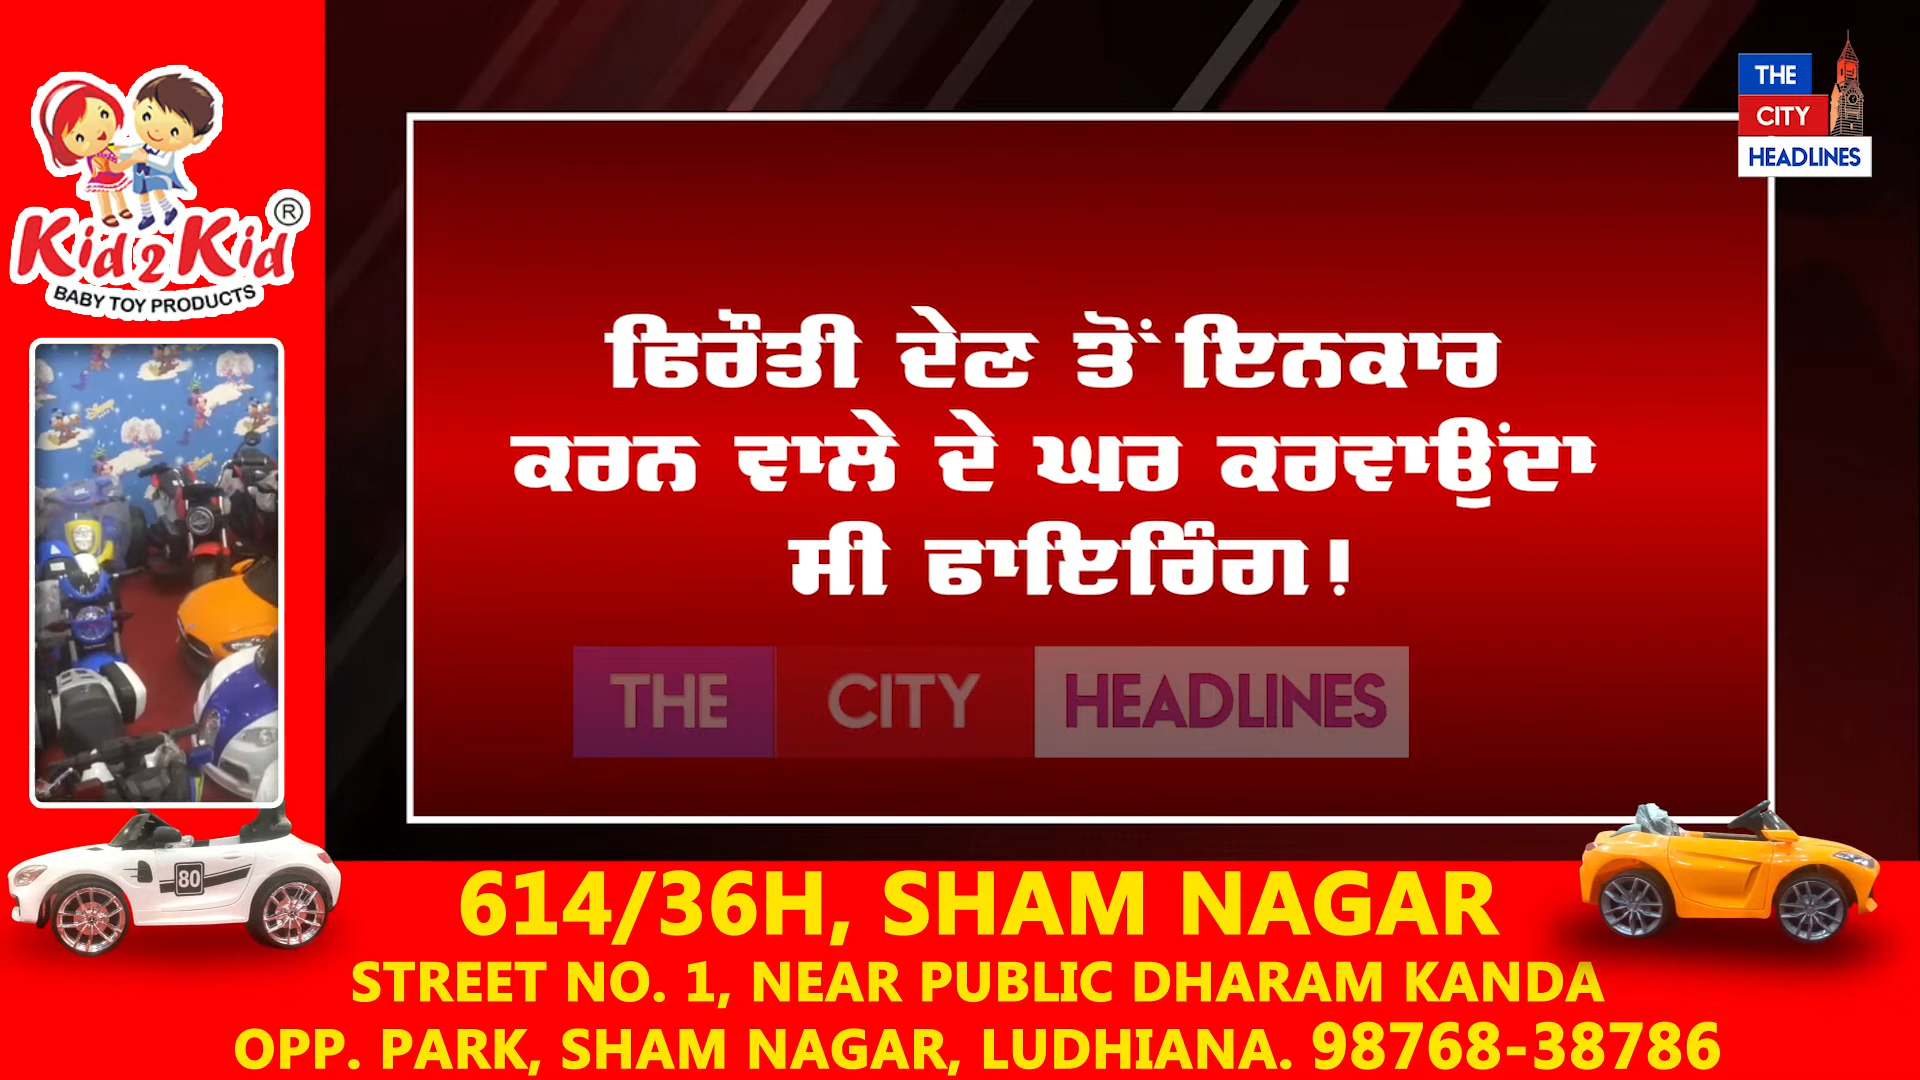 THE
CITY
HEADLINES
Kid2Kid®
BABY TOY PRODUCTS
ਫਿਰੌਤੀ ਦੇਣ ਤੋਂ ਇਨਕਾਰ
ਕਰਨ ਵਾਲੇ ਦੇ ਘਰ ਕਰਵਾਉਂਦਾ
ਸੀ ਫਾਇਰਿੰਗ!
THE CITY HEADLINES
80
614/36H, SHAM NAGAR
STREET NO. 1, NEAR PUBLIC DHARAM KANDA
OPP. PARK, SHAM NAGAR, LUDHIANA. 98768-38786